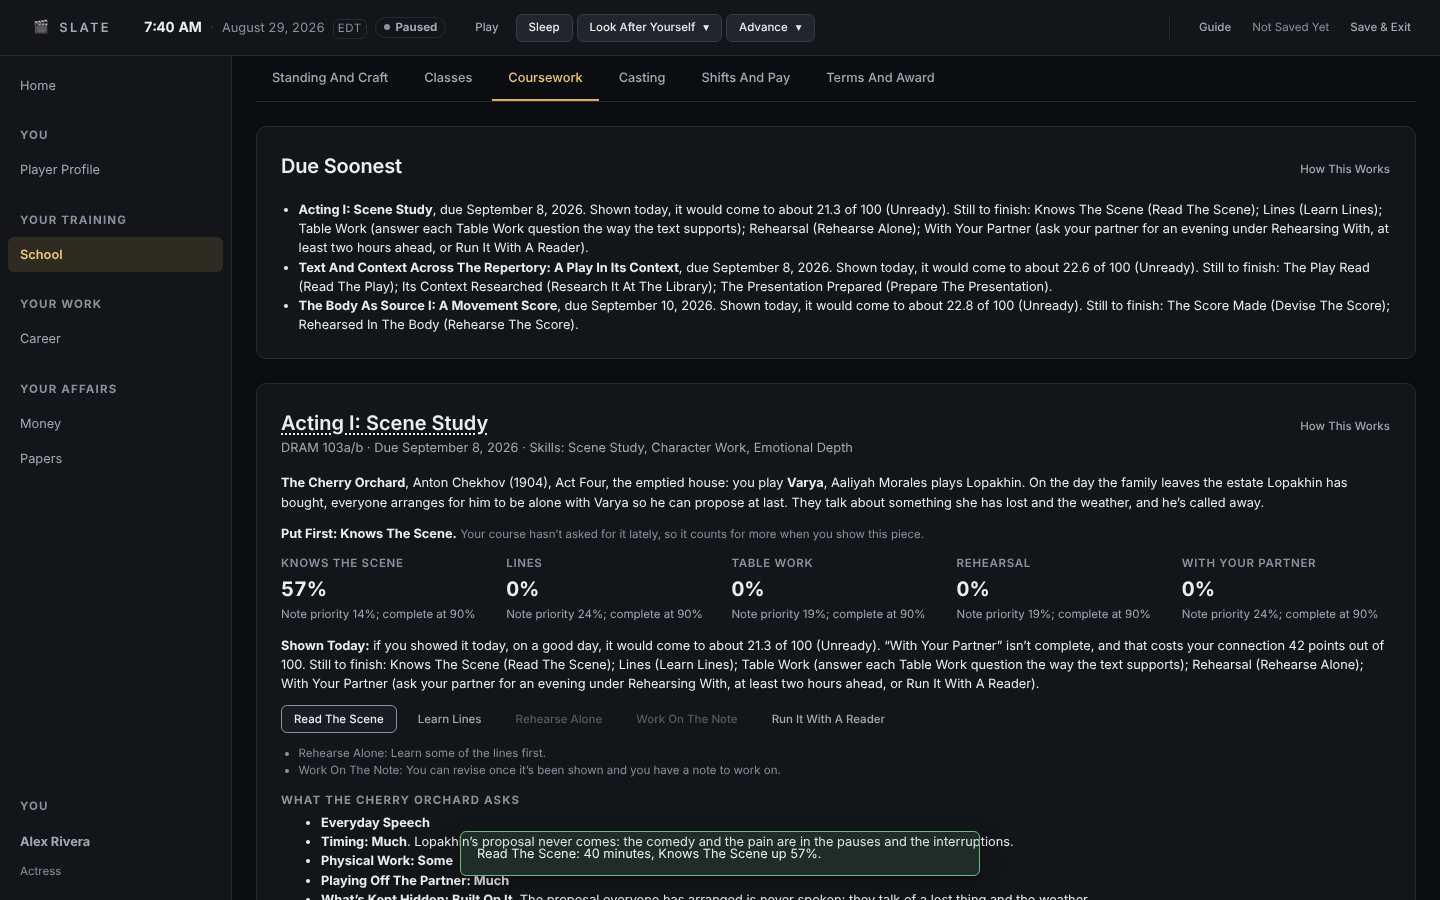 SLATE
7:40 AM · August 29, 2026 EDT Paused
Play Sleep Look After Yourself ▾ Advance ▾
Guide Not Saved Yet Save & Exit
Home
YOU
Player Profile
YOUR TRAINING
School
YOUR WORK
Career
YOUR AFFAIRS
Money
Papers
YOU
Alex Rivera
Actress
Standing And Craft Classes Coursework Casting Shifts And Pay Terms And Award
Due Soonest
How This Works
• Acting I: Scene Study, due September 8, 2026. Shown today, it would come to about 21.3 of 100 (Unready). Still to finish: Knows The Scene (Read The Scene); Lines (Learn Lines);
Table Work (answer each Table Work question the way the text supports); Rehearsal (Rehearse Alone); With Your Partner (ask your partner for an evening under Rehearsing With, at
least two hours ahead, or Run It With A Reader).
• Text And Context Across The Repertory: A Play In Its Context, due September 8, 2026. Shown today, it would come to about 22.6 of 100 (Unready). Still to finish: The Play Read
(Read The Play); Its Context Researched (Research It At The Library); The Presentation Prepared (Prepare The Presentation).
• The Body As Source I: A Movement Score, due September 10, 2026. Shown today, it would come to about 22.8 of 100 (Unready). Still to finish: The Score Made (Devise The Score);
Rehearsed In The Body (Rehearse The Score).
Acting I: Scene Study
How This Works
DRAM 103a/b · Due September 8, 2026 · Skills: Scene Study, Character Work, Emotional Depth
The Cherry Orchard, Anton Chekhov (1904), Act Four, the emptied house: you play Varya, Aaliyah Morales plays Lopakhin. On the day the family leaves the estate Lopakhin has
bought, everyone arranges for him to be alone with Varya so he can propose at last. They talk about something she has lost and the weather, and he’s called away.
Put First: Knows The Scene. Your course hasn’t asked for it lately, so it counts for more when you show this piece.
KNOWS THE SCENE LINES TABLE WORK REHEARSAL WITH YOUR PARTNER
57% 0% 0% 0% 0%
Note priority 14%; complete at 90% Note priority 24%; complete at 90% Note priority 19%; complete at 90% Note priority 19%; complete at 90% Note priority 24%; complete at 90%
Shown Today: if you showed it today, on a good day, it would come to about 21.3 of 100 (Unready). “With Your Partner” isn’t complete, and that costs your connection 42 points out of
100. Still to finish: Knows The Scene (Read The Scene); Lines (Learn Lines); Table Work (answer each Table Work question the way the text supports); Rehearsal (Rehearse Alone);
With Your Partner (ask your partner for an evening under Rehearsing With, at least two hours ahead, or Run It With A Reader).
Read The Scene Learn Lines Rehearse Alone Work On The Note Run It With A Reader
• Rehearse Alone: Learn some of the lines first.
• Work On The Note: You can revise once it’s been shown and you have a note to work on.
WHAT THE CHERRY ORCHARD ASKS
• Everyday Speech
• Timing: Much. Lopakhin’s proposal never comes: the comedy and the pain are in the pauses and the interruptions.
Read The Scene: 40 minutes, Knows The Scene up 57%.
• Physical Work: Some
• Playing Off The Partner: Much
• What’s Kept Hidden: Built On It. The proposal everyone has arranged is never spoken: they talk of a lost thing and the weather.